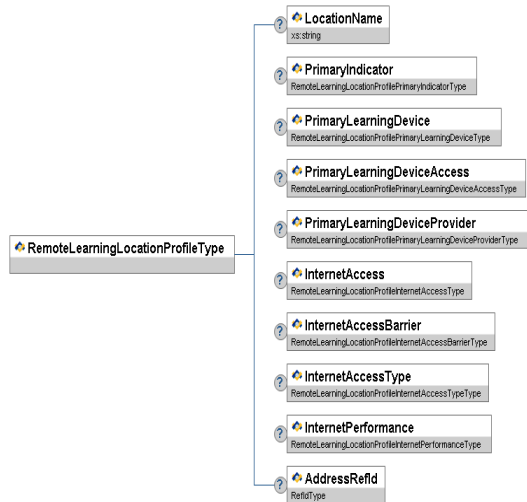 ?
LocationName
xs:string
?
PrimaryIndicator
RemoteLearningLocationProfilePrimaryIndicatorType
?
PrimaryLearningDevice
RemoteLearningLocationProfilePrimaryLearningDeviceType
?
PrimaryLearningDeviceAccess
RemoteLearningLocationProfilePrimaryLearningDeviceAccessType
?
PrimaryLearningDeviceProvider
RemoteLearningLocationProfilePrimaryLearningDeviceProviderType
RemoteLearningLocationProfileType
?
InternetAccess
RemoteLearningLocationProfileInternetAccessType
?
InternetAccessBarrier
RemoteLearningLocationProfileInternetAccessBarrierType
?
InternetAccessType
RemoteLearningLocationProfileInternetAccessTypeType
?
InternetPerformance
RemoteLearningLocationProfileInternetPerformanceType
?
AddressRefId
RefIdType